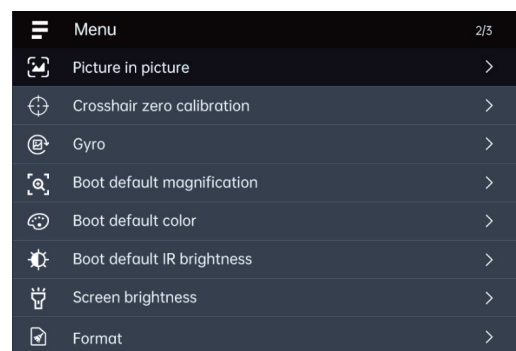 Menu
2/3
Picture in picture
Crosshair zero calibration
Gyro
Boot default magnification
Boot default color
Boot default IR brightness
Screen brightness
Format